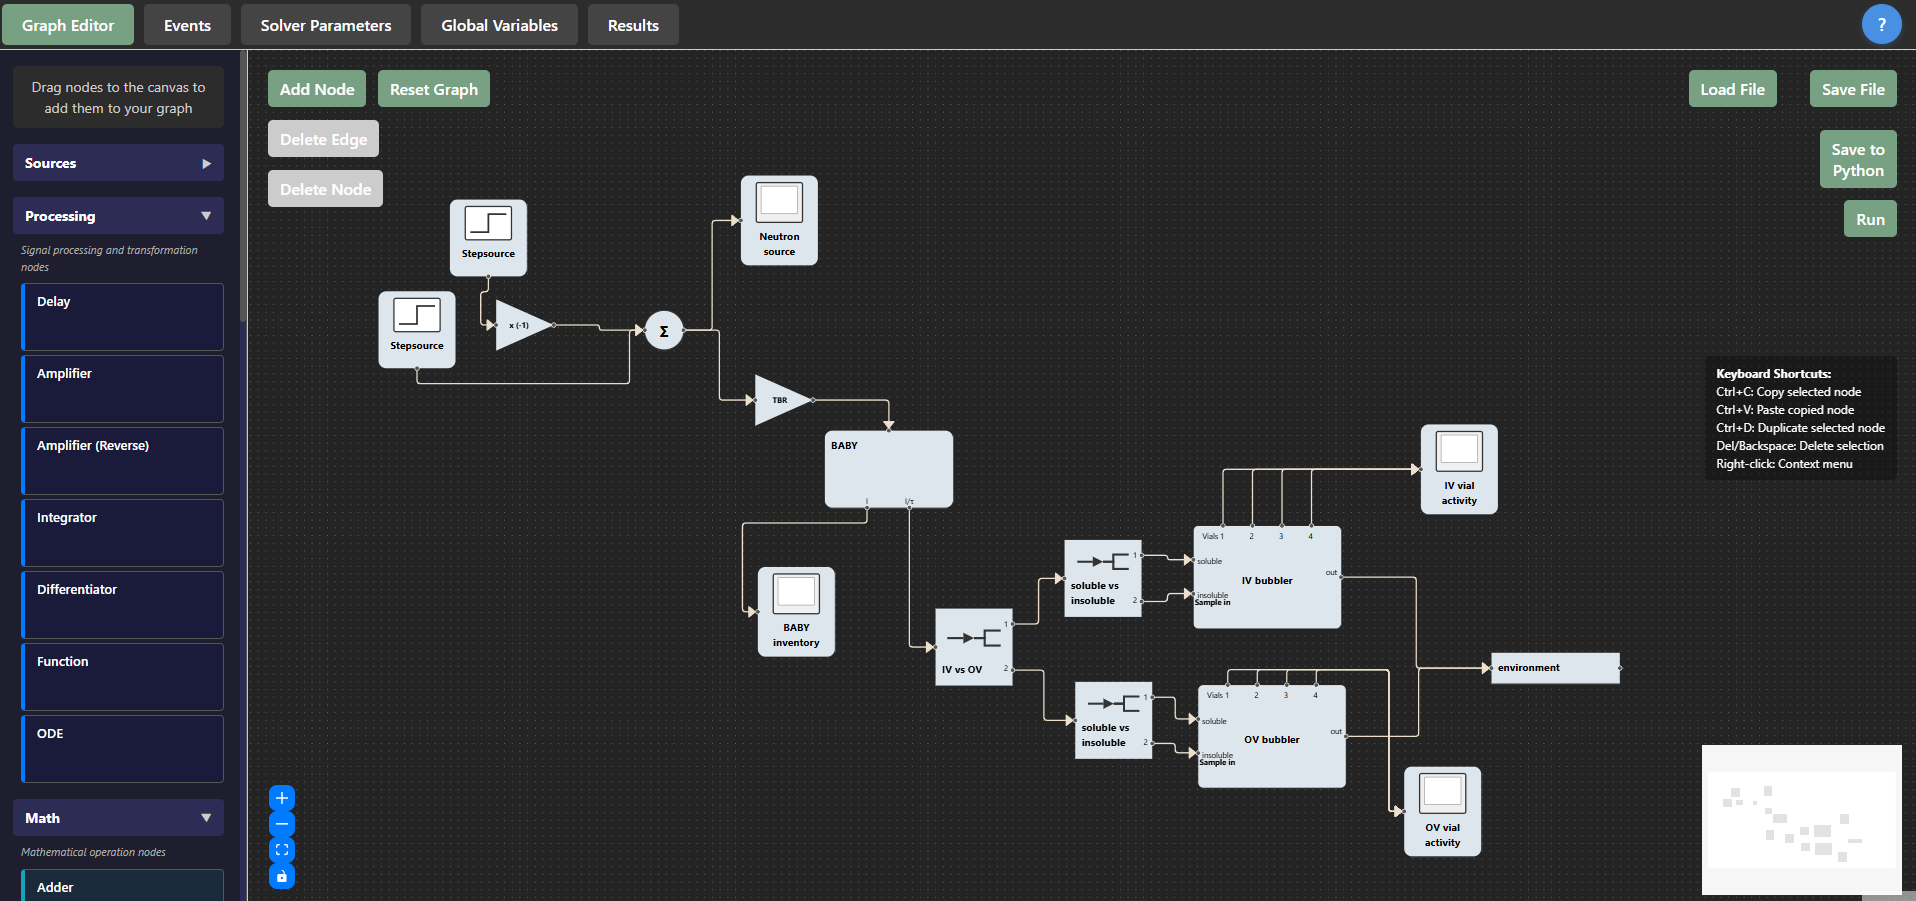 Graph Editor
Events
Solver Parameters
Global Variables
Results
?
Drag nodes to the canvas to
add them to your graph
Sources
Processing
Signal processing and transformation
nodes
Delay
Amplifier
Amplifier (Reverse)
Integrator
Differentiator
Function
ODE
Math
Mathematical operation nodes
Adder
Add Node
Reset Graph
Delete Edge
Delete Node
Load File
Save File
Save to
Python
Run
Keyboard Shortcuts:
Ctrl+C: Copy selected node
Ctrl+V: Paste copied node
Ctrl+D: Duplicate selected node
Del/Backspace: Delete selection
Right-click: Context menu
Stepsource
Stepsource
x (-1)
Σ
Neutron
source
TBR
BABY
I
I/τ
BABY
inventory
IV vs OV
1
2
soluble vs
insoluble
1
2
soluble vs
insoluble
1
2
Vials 1
2
3
4
soluble
IV bubbler
out
insoluble
Sample in
IV vial
activity
Vials 1
2
3
4
soluble
OV bubbler
out
insoluble
Sample in
environment
OV vial
activity